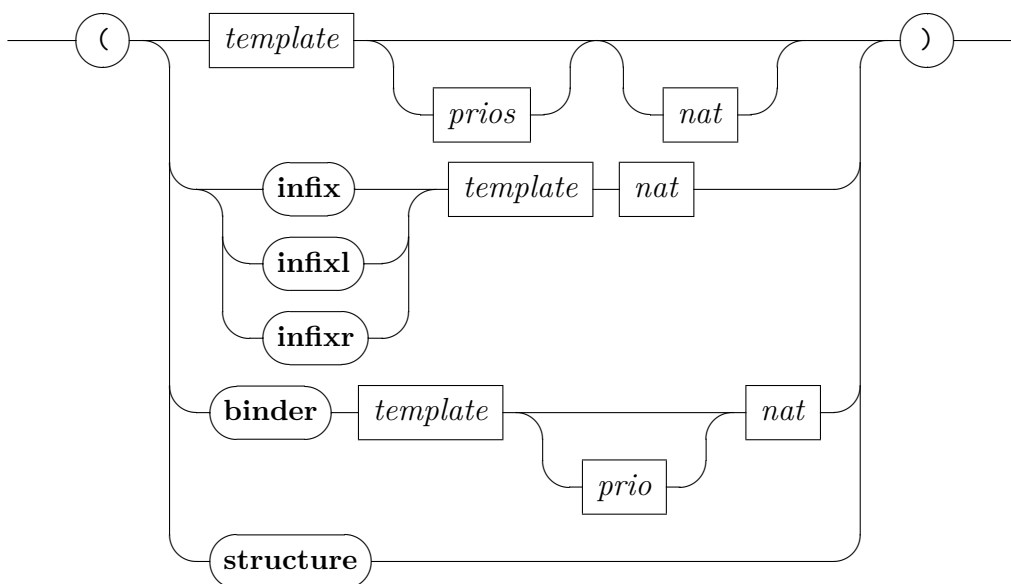 ( template )
prios nat
infix template nat
infixl
infixr
binder template nat
prio
structure